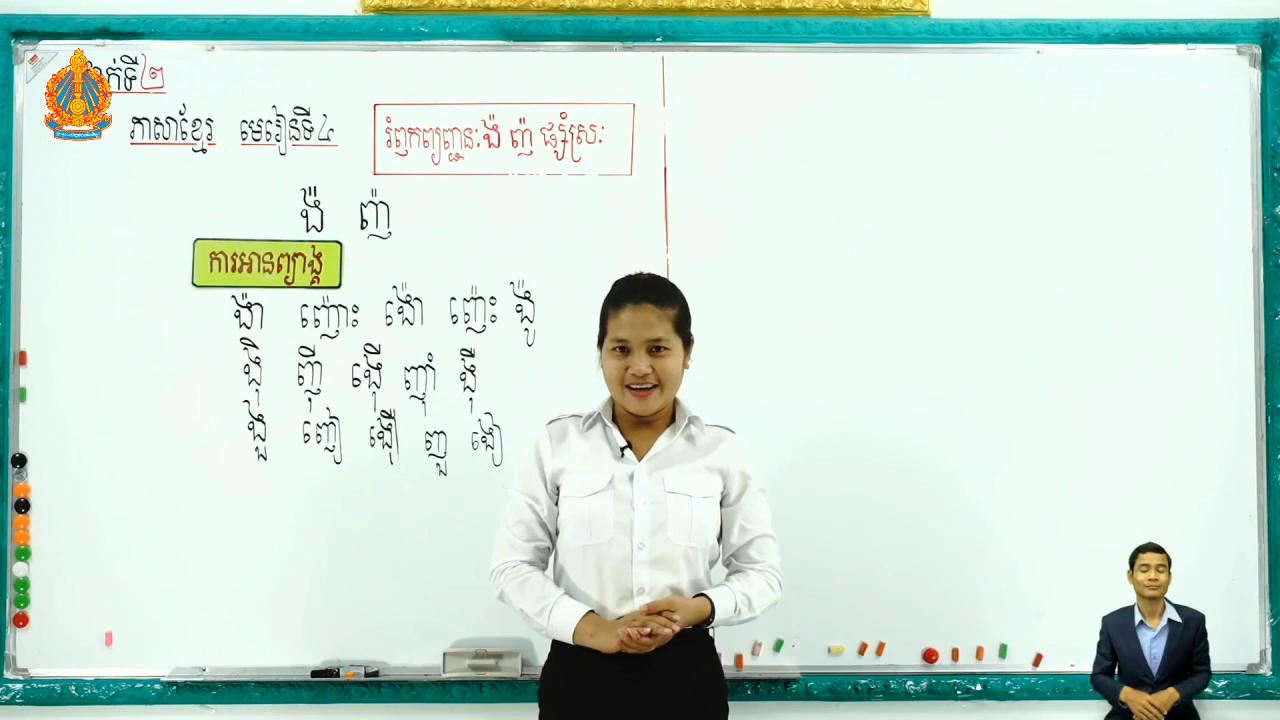 ថ្នាក់ទី២
ភាសាខ្មែរ មេរៀនទី៤
រំឭកព្យញ្ជនៈ ង៉ ញ៉ ផ្សំស្រៈ
ង៉ ញ៉
ការអានព្យាង្គ
ង៉ា ញ៉ោះ ង៉ោ ញ៉េះ ង៉ូ
ង៉ិ ញ៉ី ង៉ើ ញ៉ាំ ង៉ឺ
ង៉ួ ញៀ ង៉ឿ ញួ ងៀ